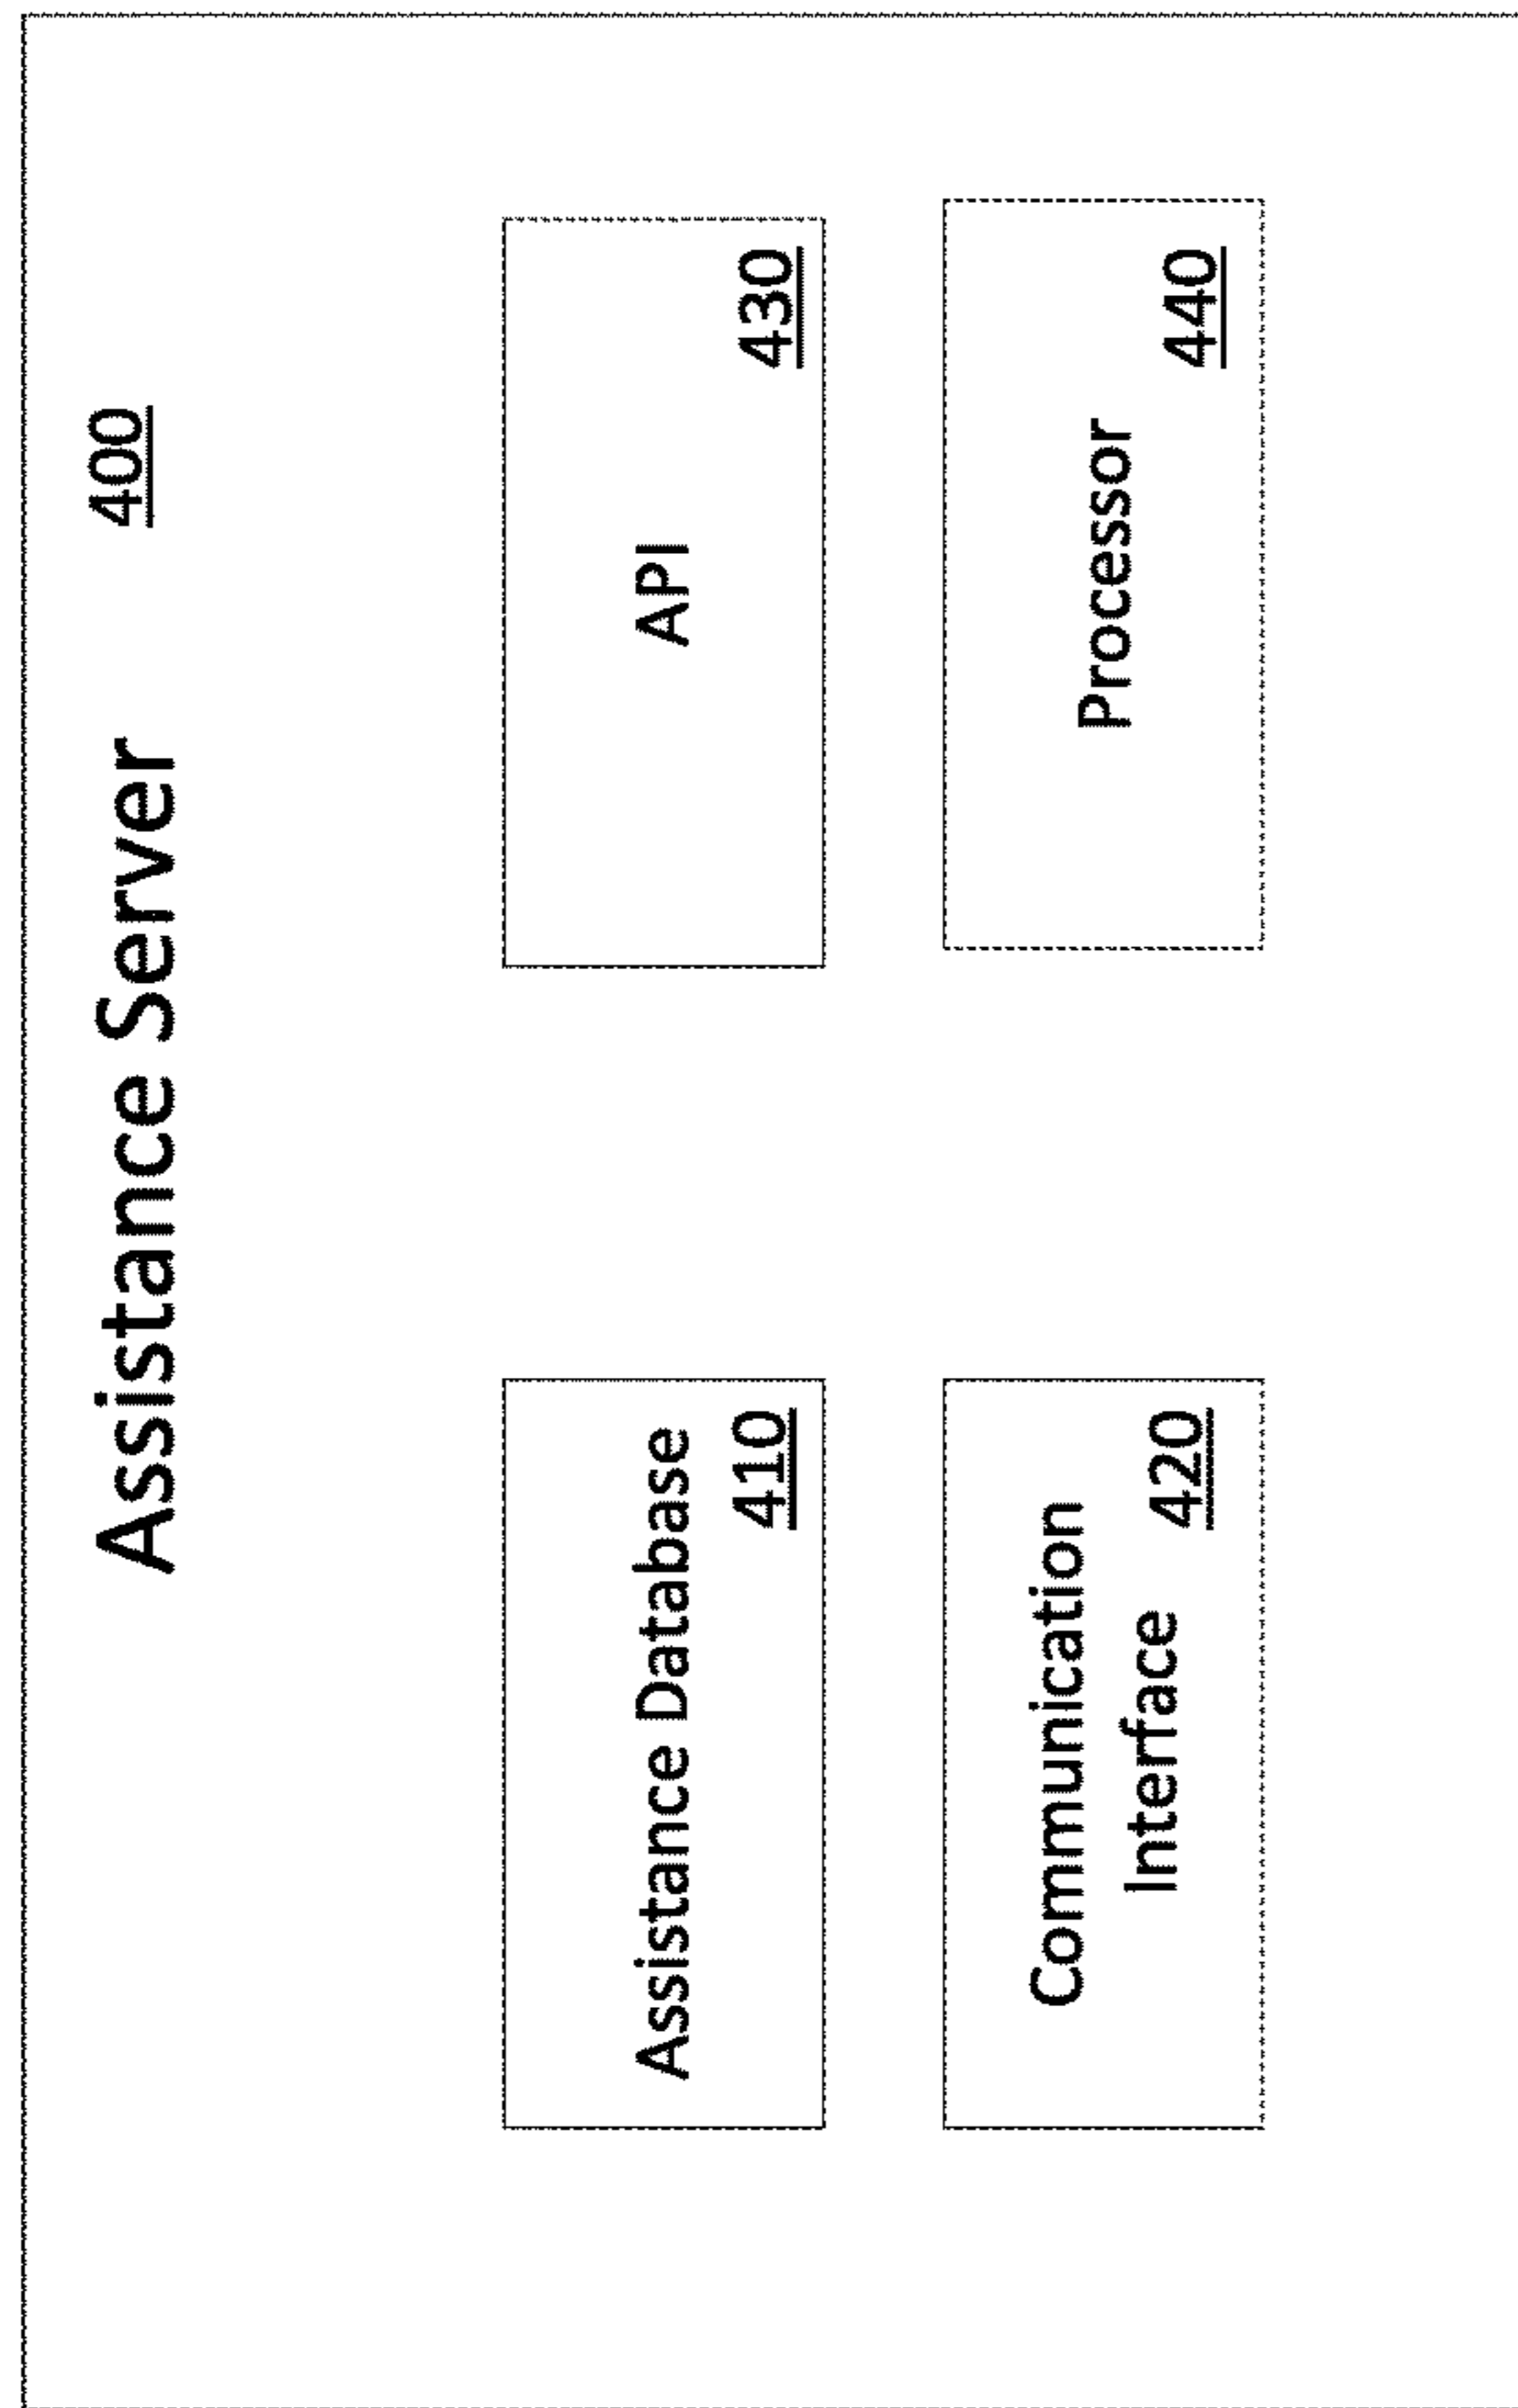 Assistance Server 400
Assistance Database
410
API
430
Communication
Interface
420
Processor
440